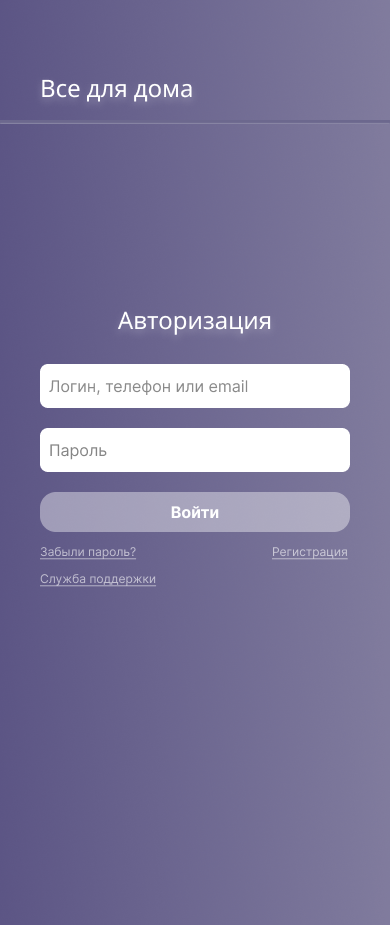 Все для дома
Авторизация
Логин, телефон или email
Пароль
Войти
Забыли пароль? Регистрация
Служба поддержки